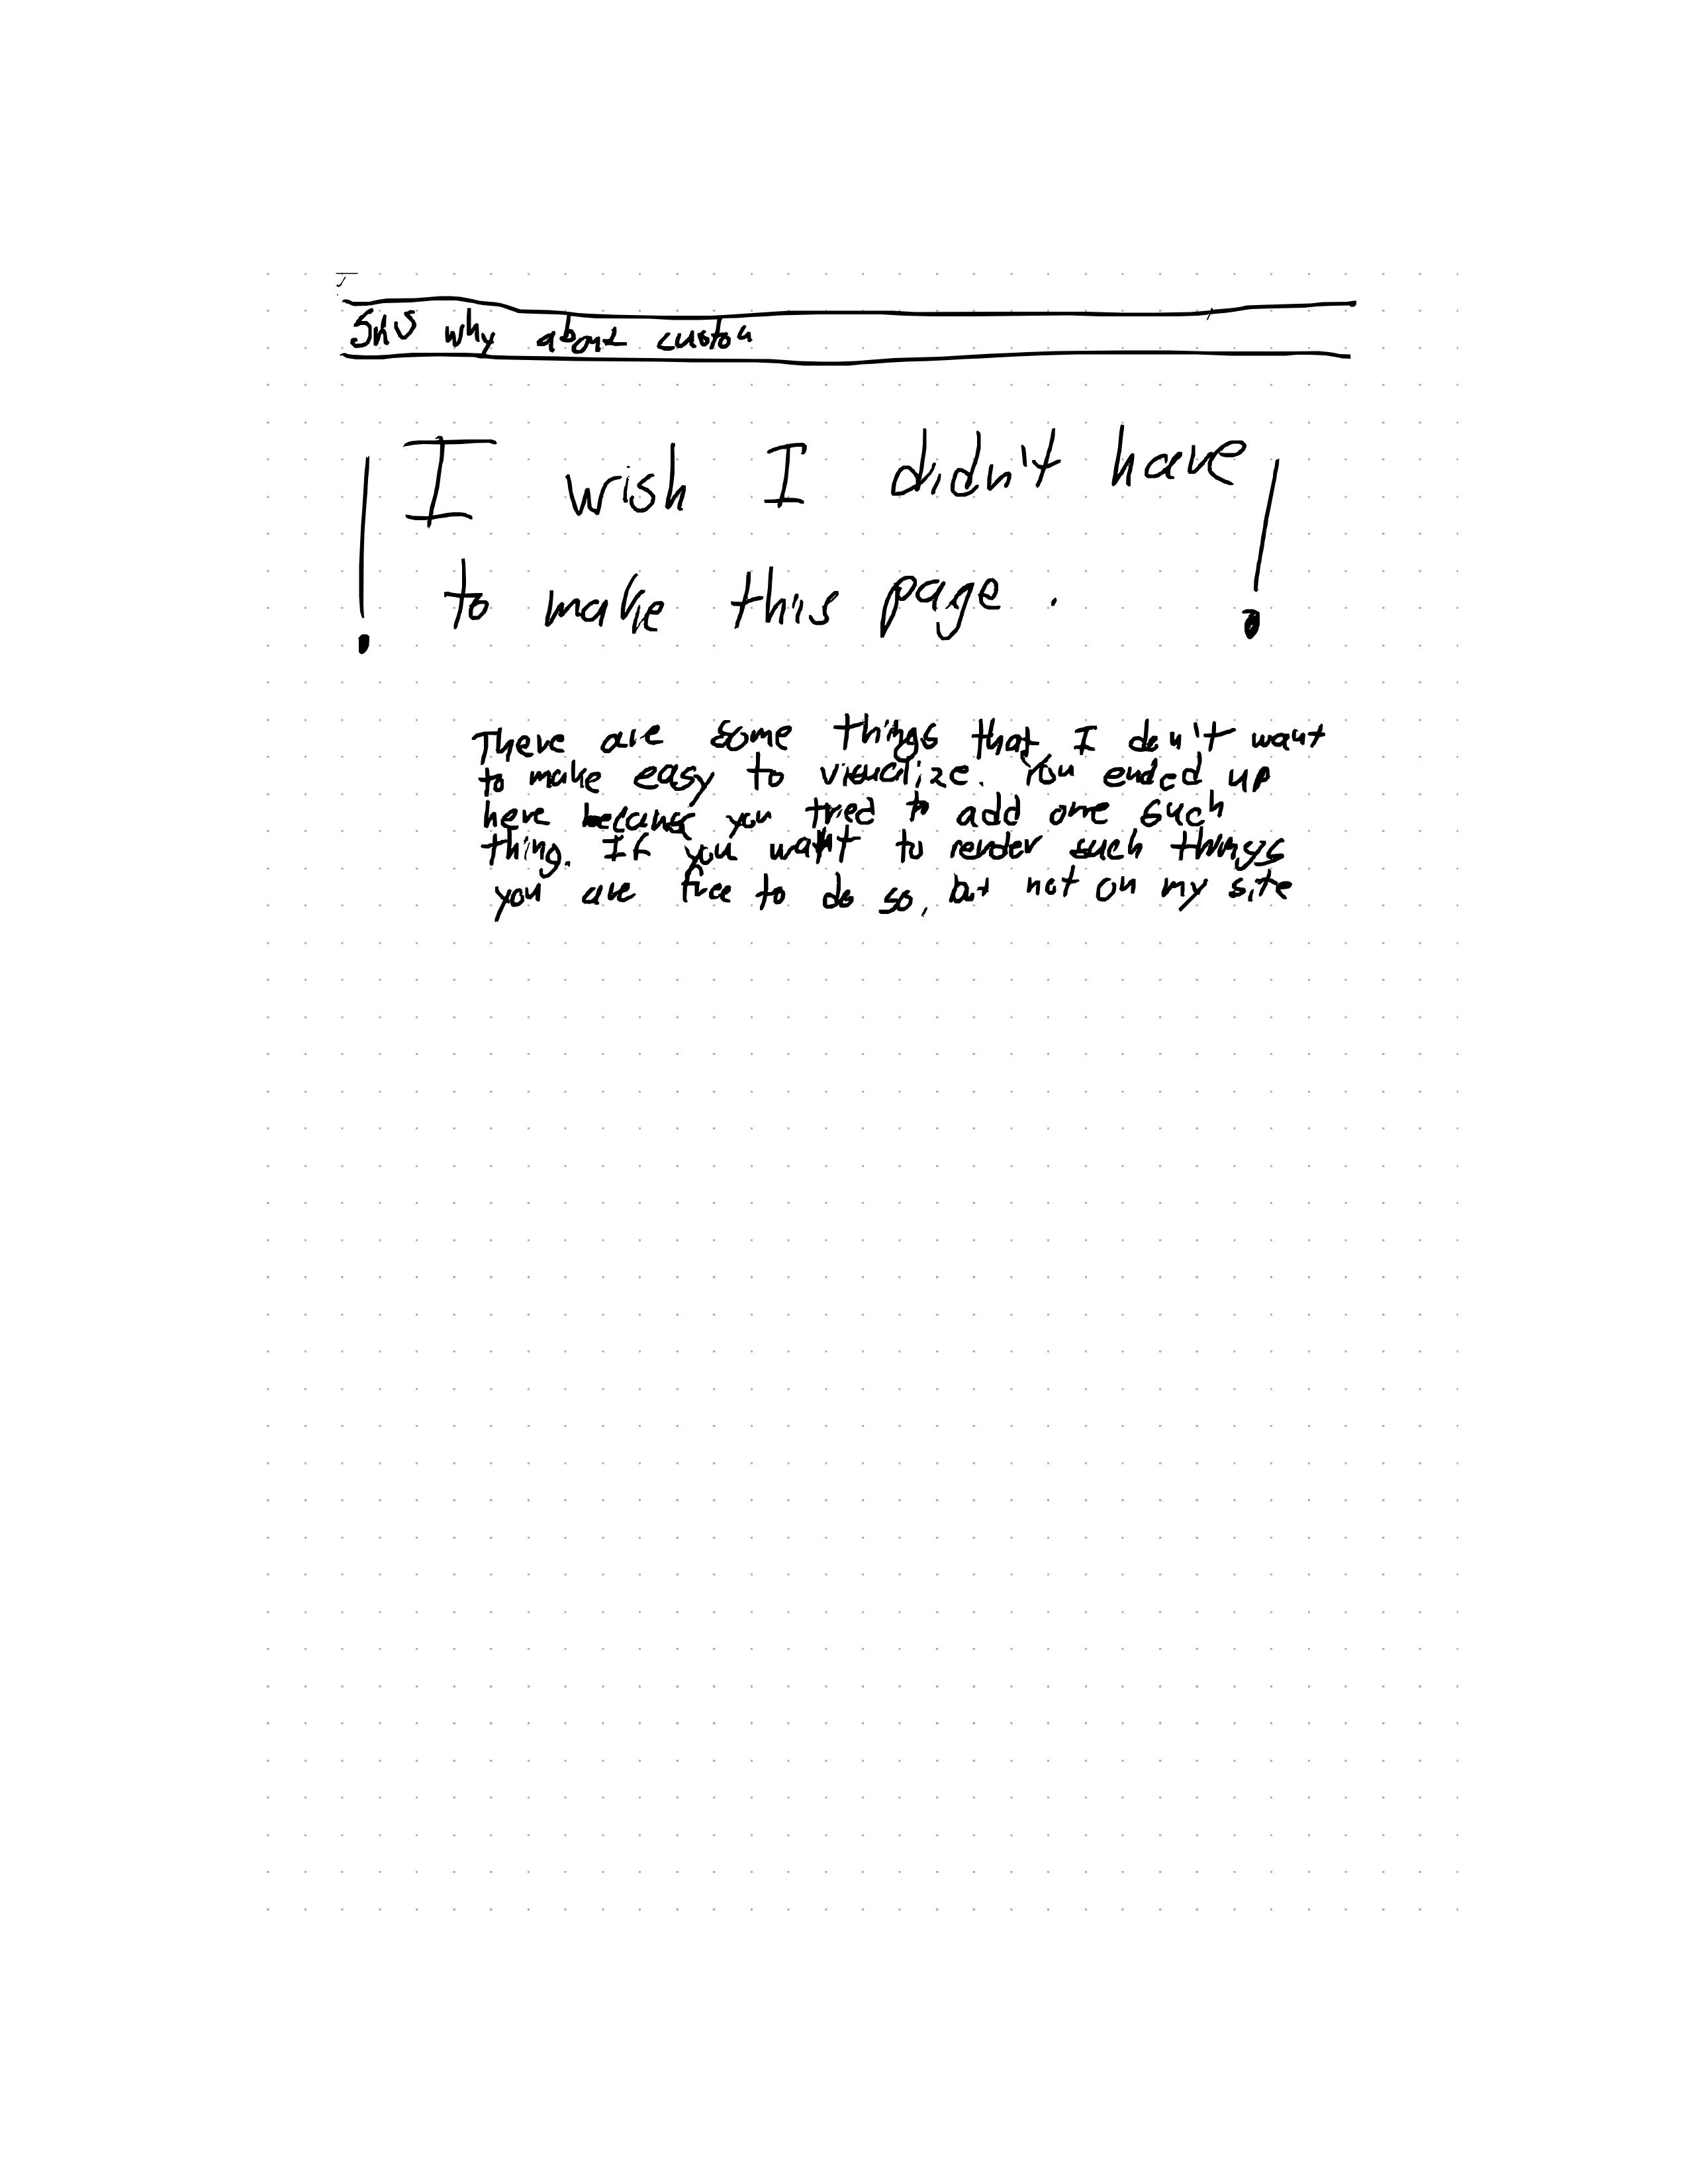 why about
! I wish I didn't have !
to make this page .
There are some things that I don't want
to make easy to visualize. You ended up
here because you tried to add one such
thing. If you want to render such things
you are free to do so, but not on my site